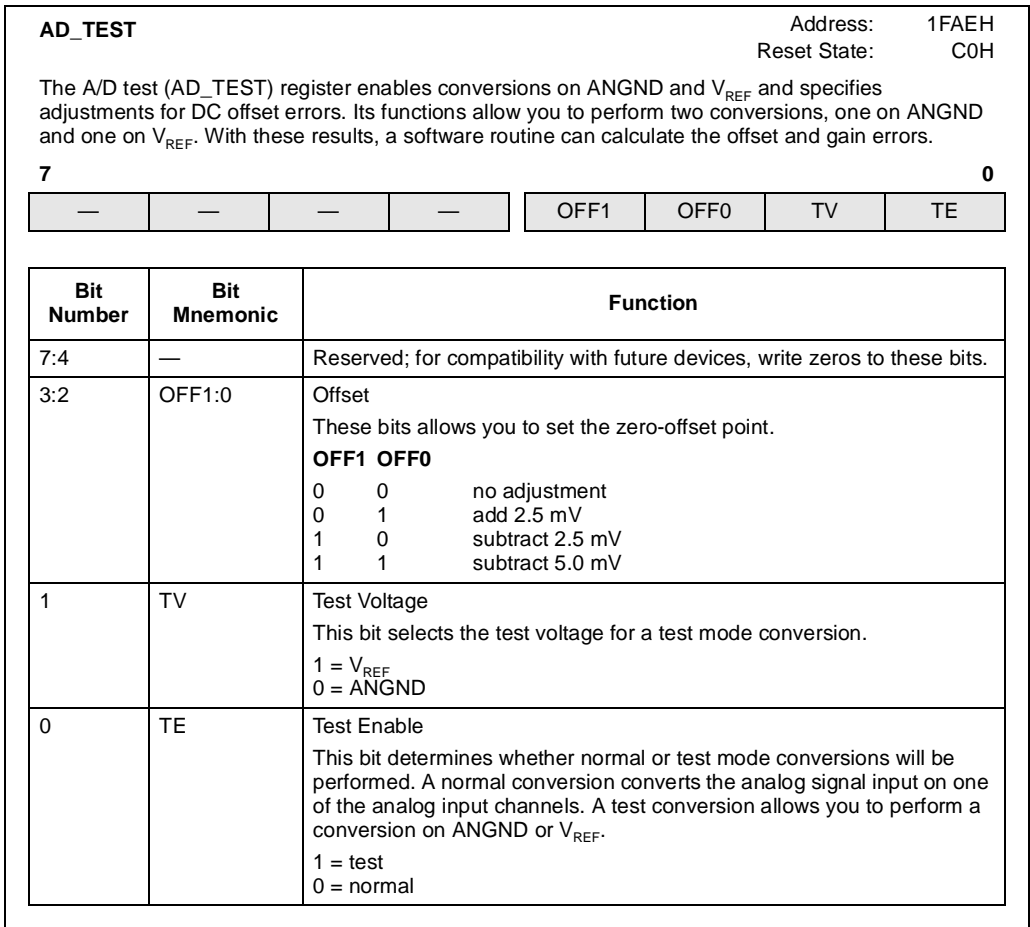 AD_TEST
Address: 1FAEH
Reset State: C0H
The A/D test (AD_TEST) register enables conversions on ANGND and VREF and specifies
adjustments for DC offset errors. Its functions allow you to perform two conversions, one on ANGND
and one on VREF. With these results, a software routine can calculate the offset and gain errors.
7 0
— — — — OFF1 OFF0 TV TE
Bit Number
Bit Mnemonic
Function
7:4 — Reserved; for compatibility with future devices, write zeros to these bits.
3:2 OFF1:0 Offset
These bits allows you to set the zero-offset point.
OFF1 OFF0
0 0 no adjustment
0 1 add 2.5 mV
1 0 subtract 2.5 mV
1 1 subtract 5.0 mV
1 TV Test Voltage
This bit selects the test voltage for a test mode conversion.
1 = VREF
0 = ANGND
0 TE Test Enable
This bit determines whether normal or test mode conversions will be
performed. A normal conversion converts the analog signal input on one
of the analog input channels. A test conversion allows you to perform a
conversion on ANGND or VREF.
1 = test
0 = normal